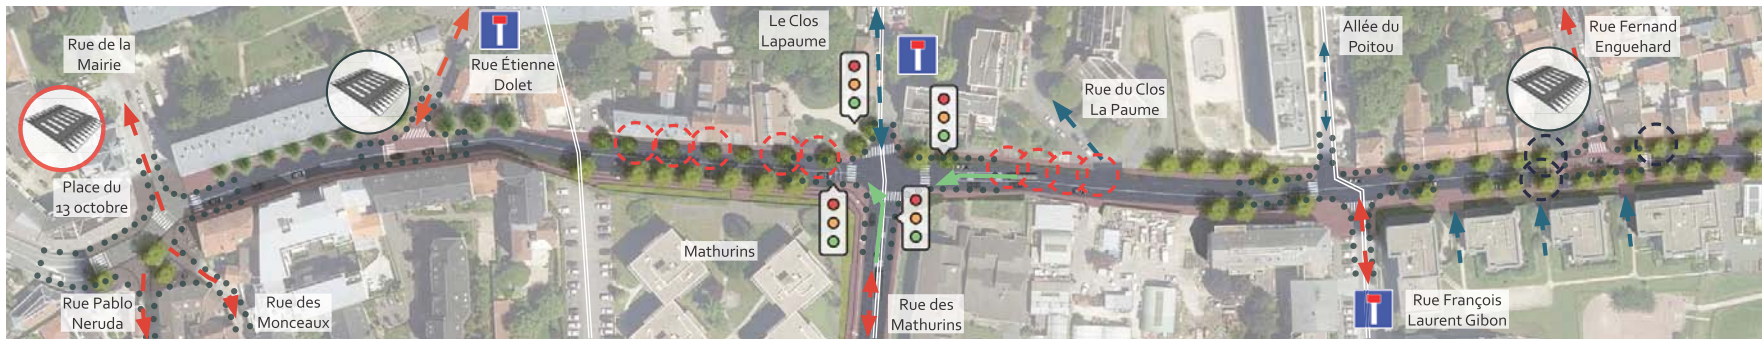 Rue de la
Mairie
Place du
13 octobre
Rue Pablo
Neruda
Rue des
Monceaux
Rue Étienne
Dolet
Le Clos
Lapaume
Mathurins
Rue des
Mathurins
Rue du Clos
La Paume
Allée du
Poitou
Rue François
Laurent Gibon
Rue Fernand
Enguehard